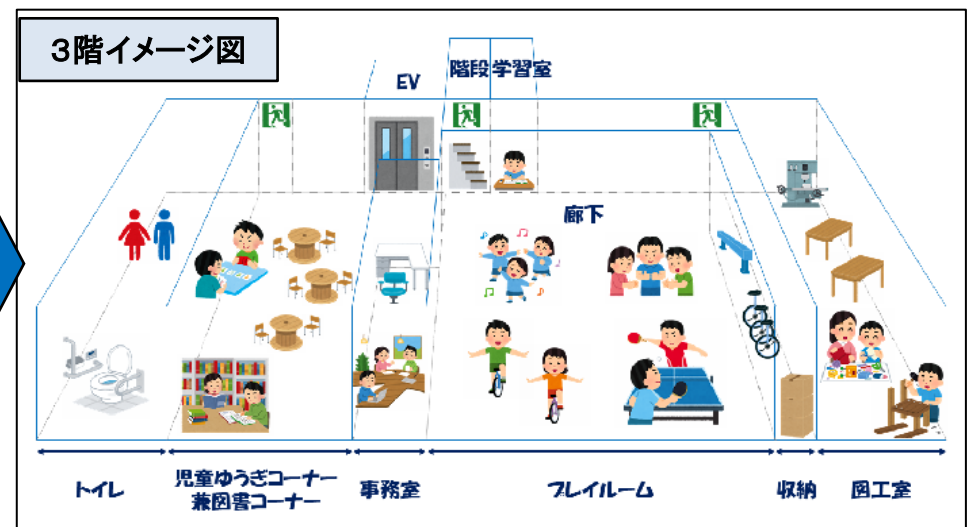 ３階イメージ図
EV
階段
学習室
廊下
トイレ
児童ゆうぎコーナー
兼図書コーナー
事務室
プレイルーム
収納
図工室